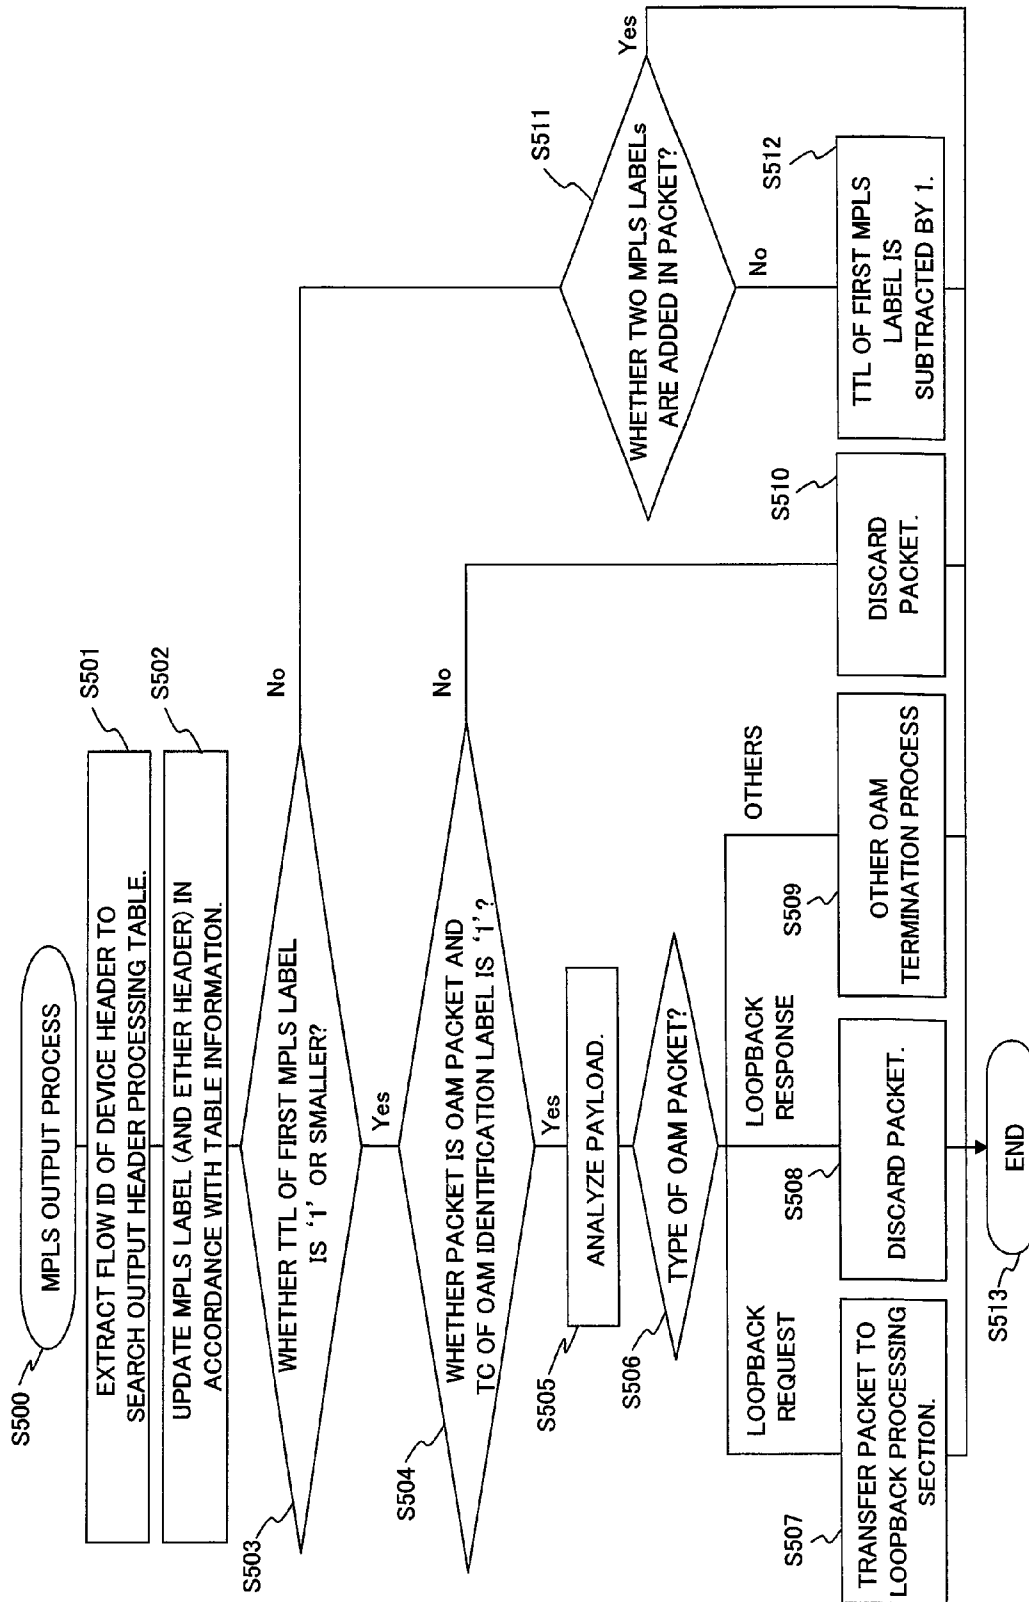 MPLS OUTPUT PROCESS
S500
EXTRACT FLOW ID OF DEVICE HEADER TO
SEARCH OUTPUT HEADER PROCESSING TABLE.
S501
UPDATE MPLS LABEL (AND ETHER HEADER) IN
ACCORDANCE WITH TABLE INFORMATION.
S502
WHETHER TTL OF FIRST MPLS LABEL
IS ‘1’ OR SMALLER?
S503
No
Yes
WHETHER PACKET IS OAM PACKET AND
TC OF OAM IDENTIFICATION LABEL IS ‘1’?
S504
No
Yes
ANALYZE PAYLOAD.
S505
TYPE OF OAM PACKET?
S506
LOOPBACK
REQUEST
LOOPBACK
RESPONSE
OTHERS
S507
TRANSFER PACKET TO
LOOPBACK PROCESSING
SECTION.
S508
DISCARD PACKET.
S509
OTHER OAM
TERMINATION PROCESS
S510
DISCARD
PACKET.
S511
WHETHER TWO MPLS LABELs
ARE ADDED IN PACKET?
Yes
No
S512
TTL OF FIRST MPLS
LABEL IS
SUBTRACTED BY 1.
S513
END